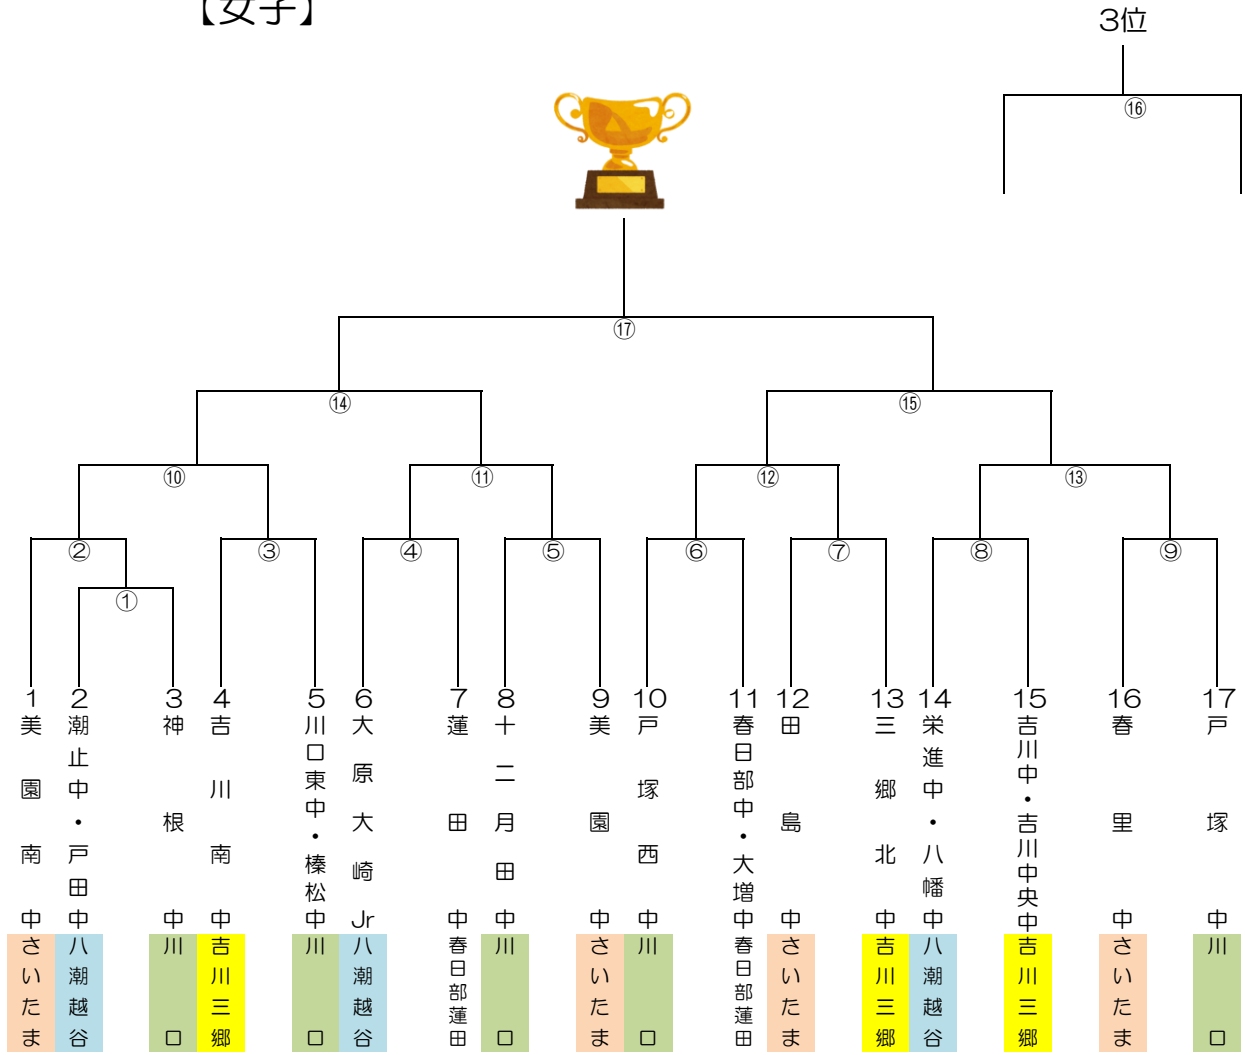 【女子】
3位
⑯
⑰
⑭
⑮
⑩
⑪
⑫
⑬
②
③
④
⑤
⑥
⑦
⑧
⑨
①
1
美園南中
さいたま
2
潮止中・戸田中
八潮越谷
3
神根中
川口
4
吉川南中
吉川三郷
5
川口東中・榛松中
川口
6
大原大崎Jr
八潮越谷
7
蓮田中
春日部蓮田
8
十二月田中
川口
9
美園中
さいたま
10
戸塚西中
川口
11
春日部中・大増中
春日部蓮田
12
田島中
さいたま
13
三郷北中
吉川三郷
14
栄進中・八幡中
八潮越谷
15
吉川中・吉川中央中
吉川三郷
16
春里中
さいたま
17
戸塚中
川口